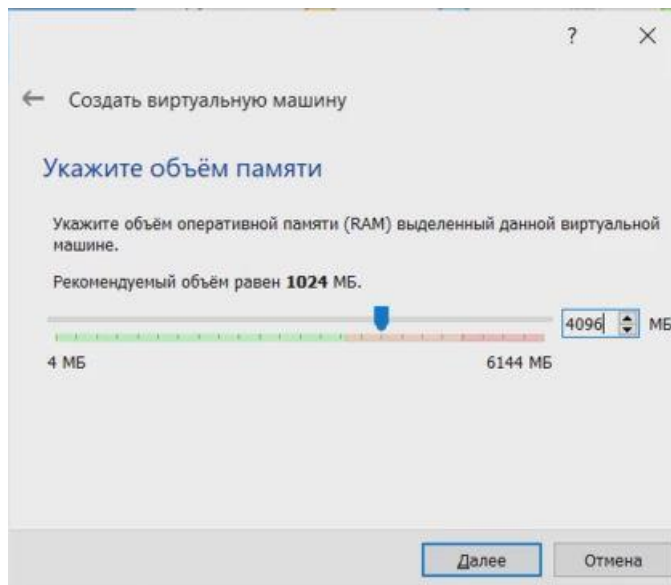 ?
Создать виртуальную машину
Укажите объём памяти
Укажите объём оперативной памяти (RAM) выделенный данной виртуальной
машине.
Рекомендуемый объём равен 1024 МБ.
4096 МБ
4 МБ 6144 МБ
Далее Отмена